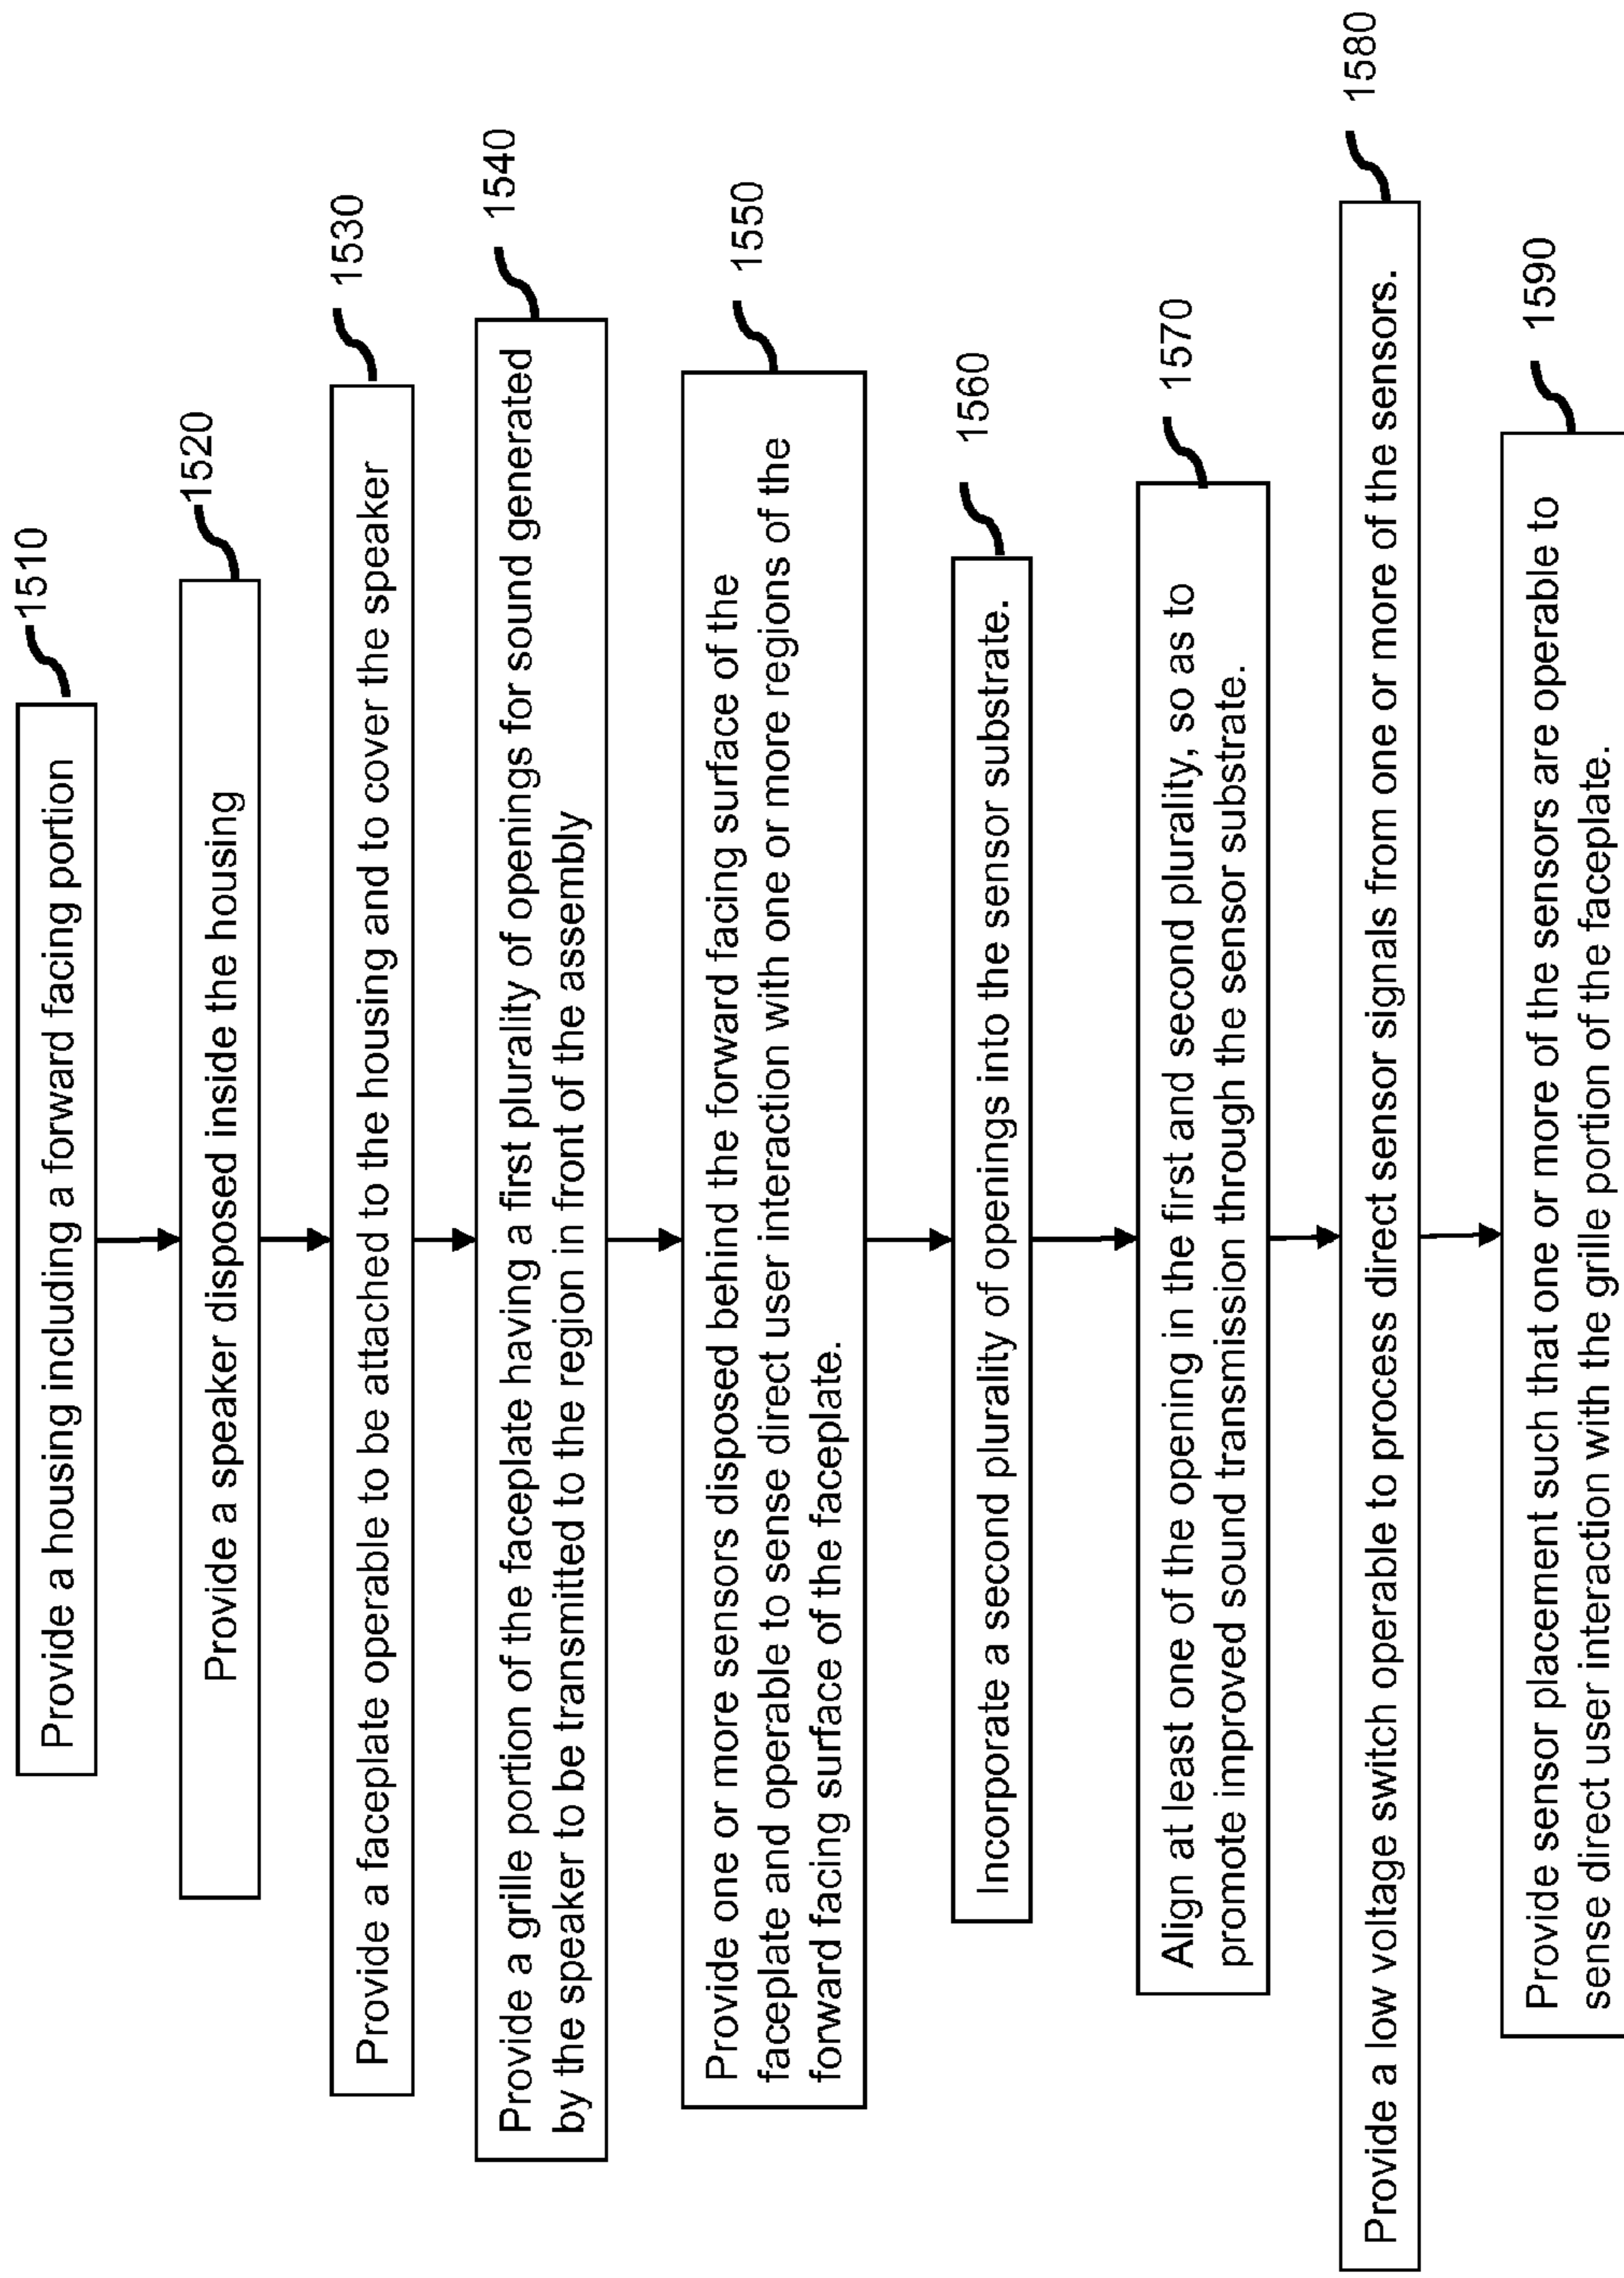 1510
Provide a housing including a forward facing portion
1520
Provide a speaker disposed inside the housing
1530
Provide a faceplate operable to be attached to the housing and to cover the speaker
1540
Provide a grille portion of the faceplate having a first plurality of openings for sound generated
by the speaker to be transmitted to the region in front of the assembly
1550
Provide one or more sensors disposed behind the forward facing surface of the
faceplate and operable to sense direct user interaction with one or more regions of the
forward facing surface of the faceplate.
1560
Incorporate a second plurality of openings into the sensor substrate.
1570
Align at least one of the opening in the first and second plurality, so as to
promote improved sound transmission through the sensor substrate.
1580
Provide a low voltage switch operable to process direct sensor signals from one or more of the sensors.
1590
Provide sensor placement such that one or more of the sensors are operable to
sense direct user interaction with the grille portion of the faceplate.